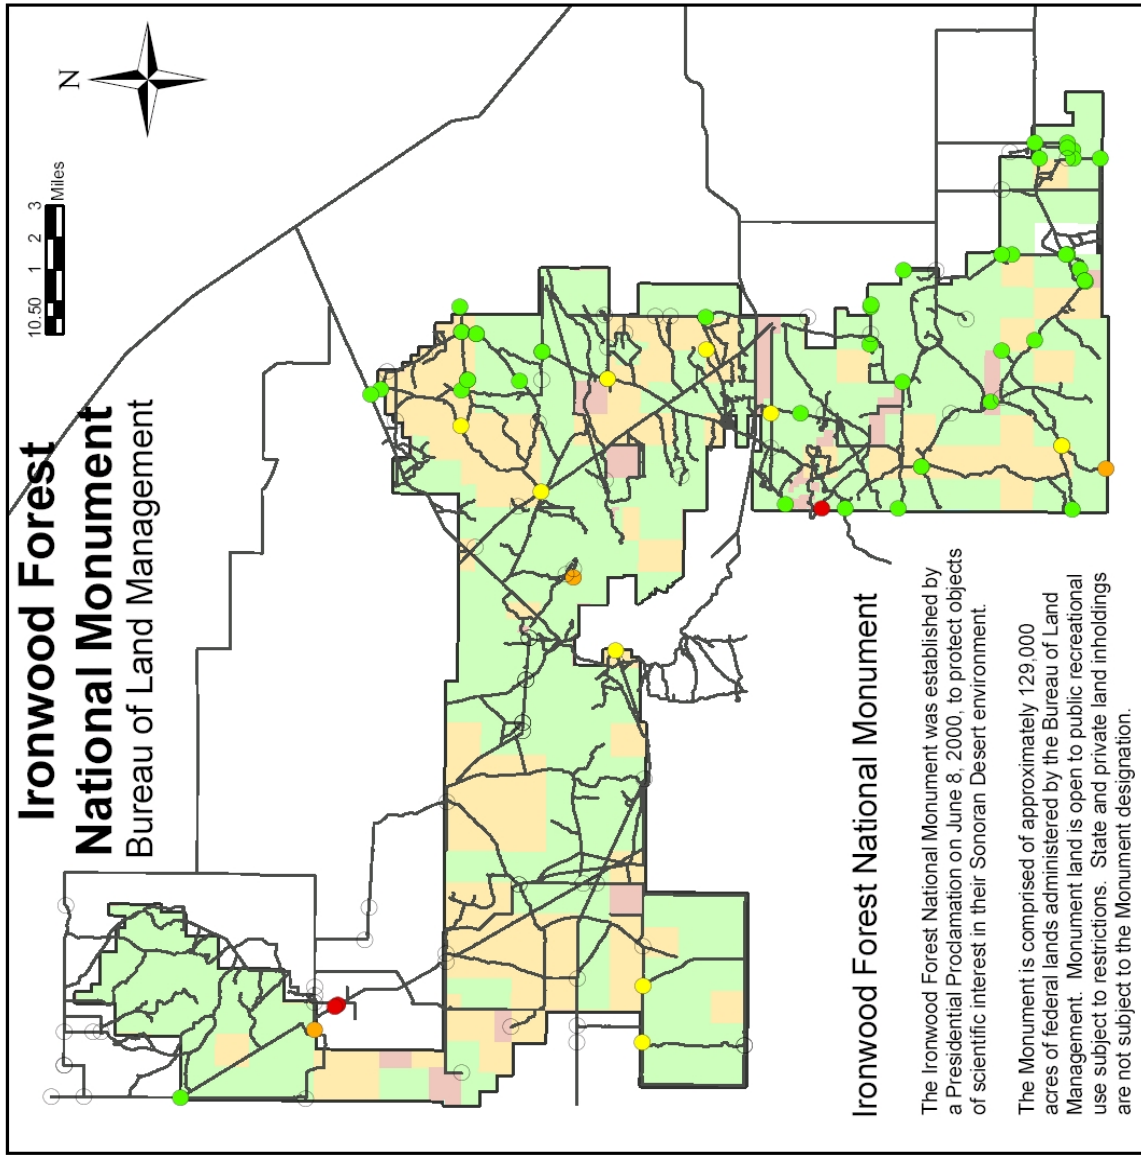 Ironwood Forest
National Monument
Bureau of Land Management
10.50 1 2 3
Miles
N
Ironwood Forest National Monument
The Ironwood Forest National Monument was established by
a Presidential Proclamation on June 8, 2000, to protect objects
of scientific interest in their Sonoran Desert environment.
The Monument is comprised of approximately 129,000
acres of federal lands administered by the Bureau of Land
Management. Monument land is open to public recreational
use subject to restrictions. State and private land inholdings
are not subject to the Monument designation.